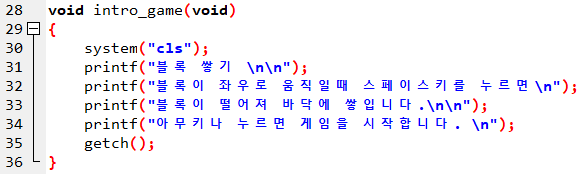 28 void intro_game(void)
29 {
30 system("cls");
31 printf("블록 쌓기 \n\n");
32 printf("블록이 좌우로 움직일때 스페이스키를 누르면\n");
33 printf("블록이 떨어져 바닥에 쌓입니다.\n\n");
34 printf("아무키나 누르면 게임을 시작합니다. \n");
35 getch();
36 }